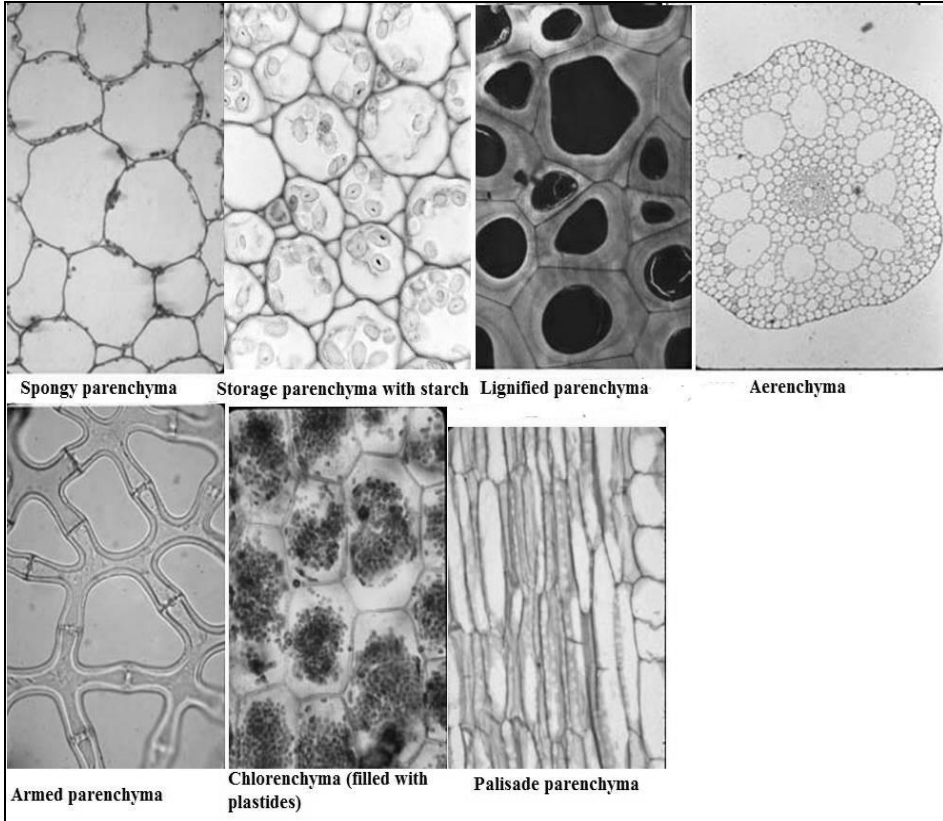 Spongy parenchyma
Storage parenchyma with starch
Lignified parenchyma
Aerenchyma
Armed parenchyma
Chlorenchyma (filled with
plastides)
Palisade parenchyma